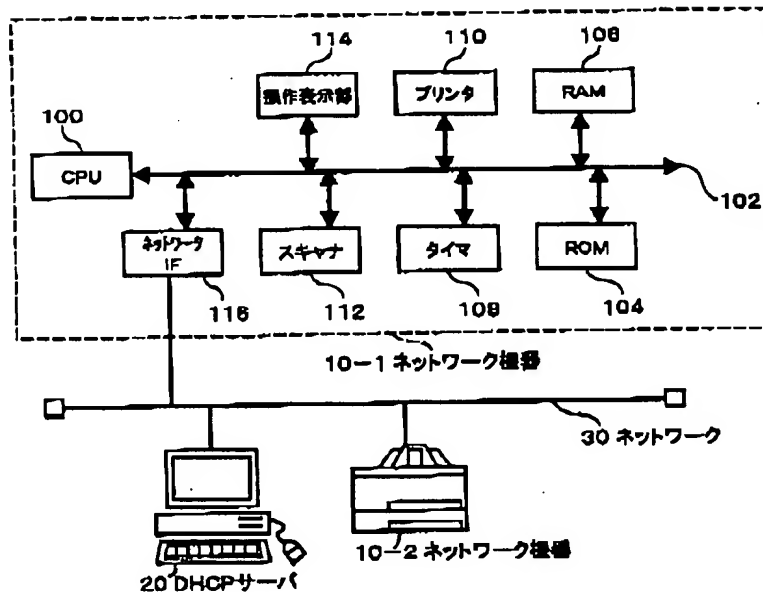 114
110
106
操作表示部
プリンタ
RAM
100
CPU
102
ネットワータ
IF
スキャナ
タイマ
ROM
116
112
108
104
10-1 ネットワーク機器
30 ネットワーク
10-2 ネットワーク機器
20 DHCPサーバ